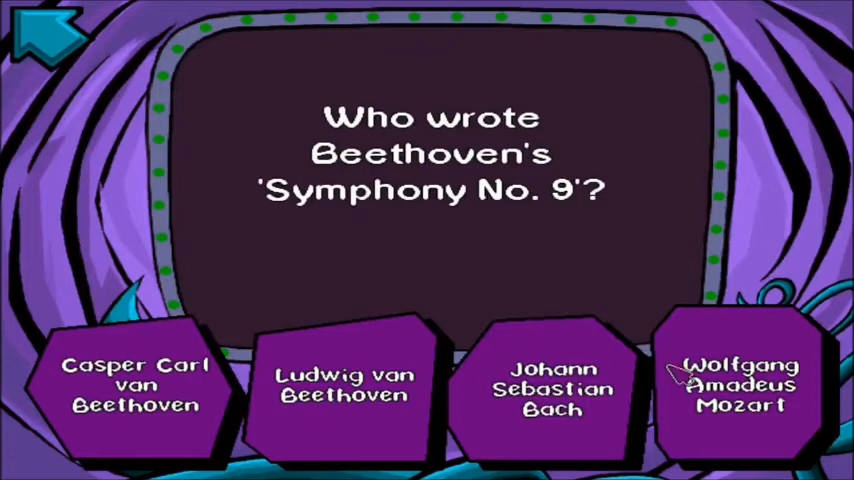 Who wrote
Beethoven's
'Symphony No. 9'?
Casper Carl
van
Beethoven
Ludwig van
Beethoven
Johann
Sebastian
Bach
Wolfgang
Amadeus
Mozart